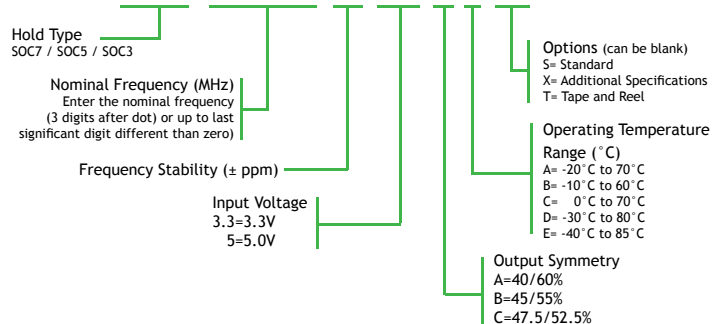 Hold Type
SOC7 / SOC5 / SOC3
Nominal Frequency (MHz)
Enter the nominal frequency
(3 digits after dot) or up to last
significant digit different than zero)
Frequency Stability (± ppm)
Input Voltage
3.3=3.3V
5=5.0V
Options (can be blank)
S= Standard
X= Additional Specifications
T= Tape and Reel
Operating Temperature
Range (°C)
A= -20°C to 70°C
B= -10°C to 60°C
C= 0°C to 70°C
D= -30°C to 80°C
E= -40°C to 85°C
Output Symmetry
A=40/60%
B=45/55%
C=47.5/52.5%